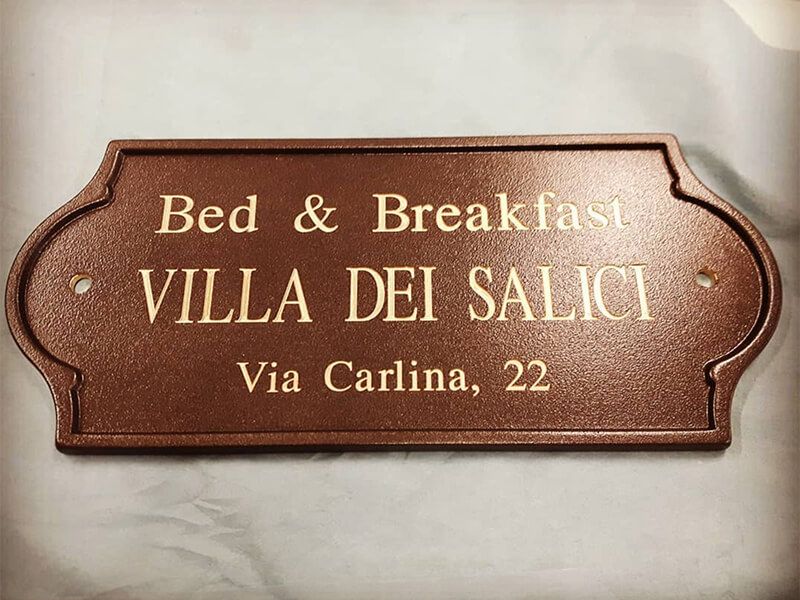 Bed & Breakfast
VILLA DEI SALICI
Via Carlina, 22